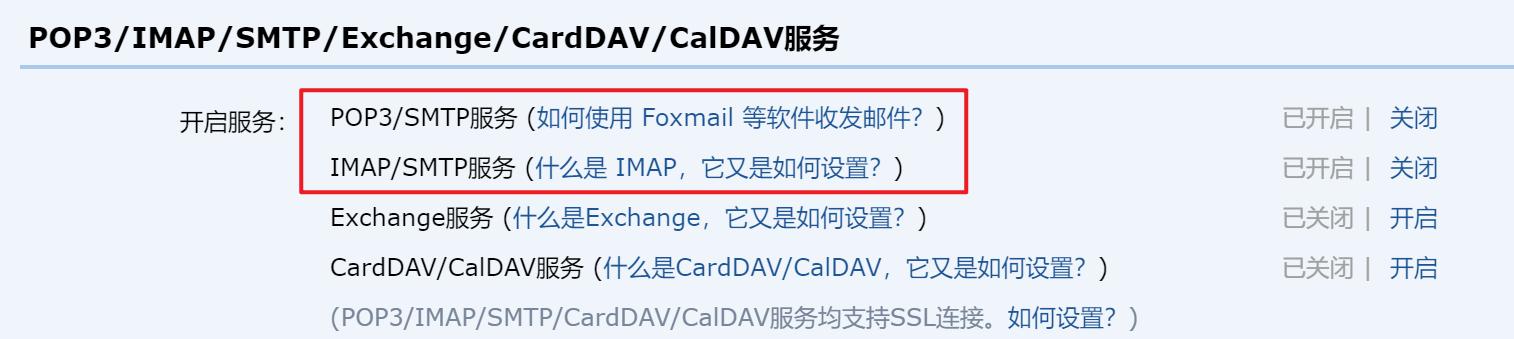 POP3/IMAP/SMTP/Exchange/CardDAV/CalDAV服务
开启服务： POP3/SMTP服务 (如何使用 Foxmail 等软件收发邮件？) 已开启 | 关闭
IMAP/SMTP服务 (什么是 IMAP，它又是如何设置？) 已开启 | 关闭
Exchange服务 (什么是Exchange，它又是如何设置？) 已关闭 | 开启
CardDAV/CalDAV服务 (什么是CardDAV/CalDAV，它又是如何设置？) 已关闭 | 开启
(POP3/IMAP/SMTP/CardDAV/CalDAV服务均支持SSL连接。如何设置？)